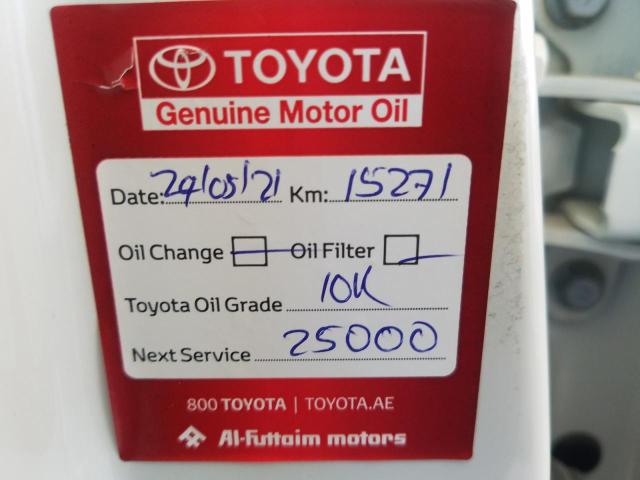 TOYOTA
Genuine Motor Oil
Date: 24/05/21 Km: 15271
Oil Change Oil Filter
Toyota Oil Grade 10K
Next Service 25000
800 TOYOTA | TOYOTA.AE
Al-Futtaim motors